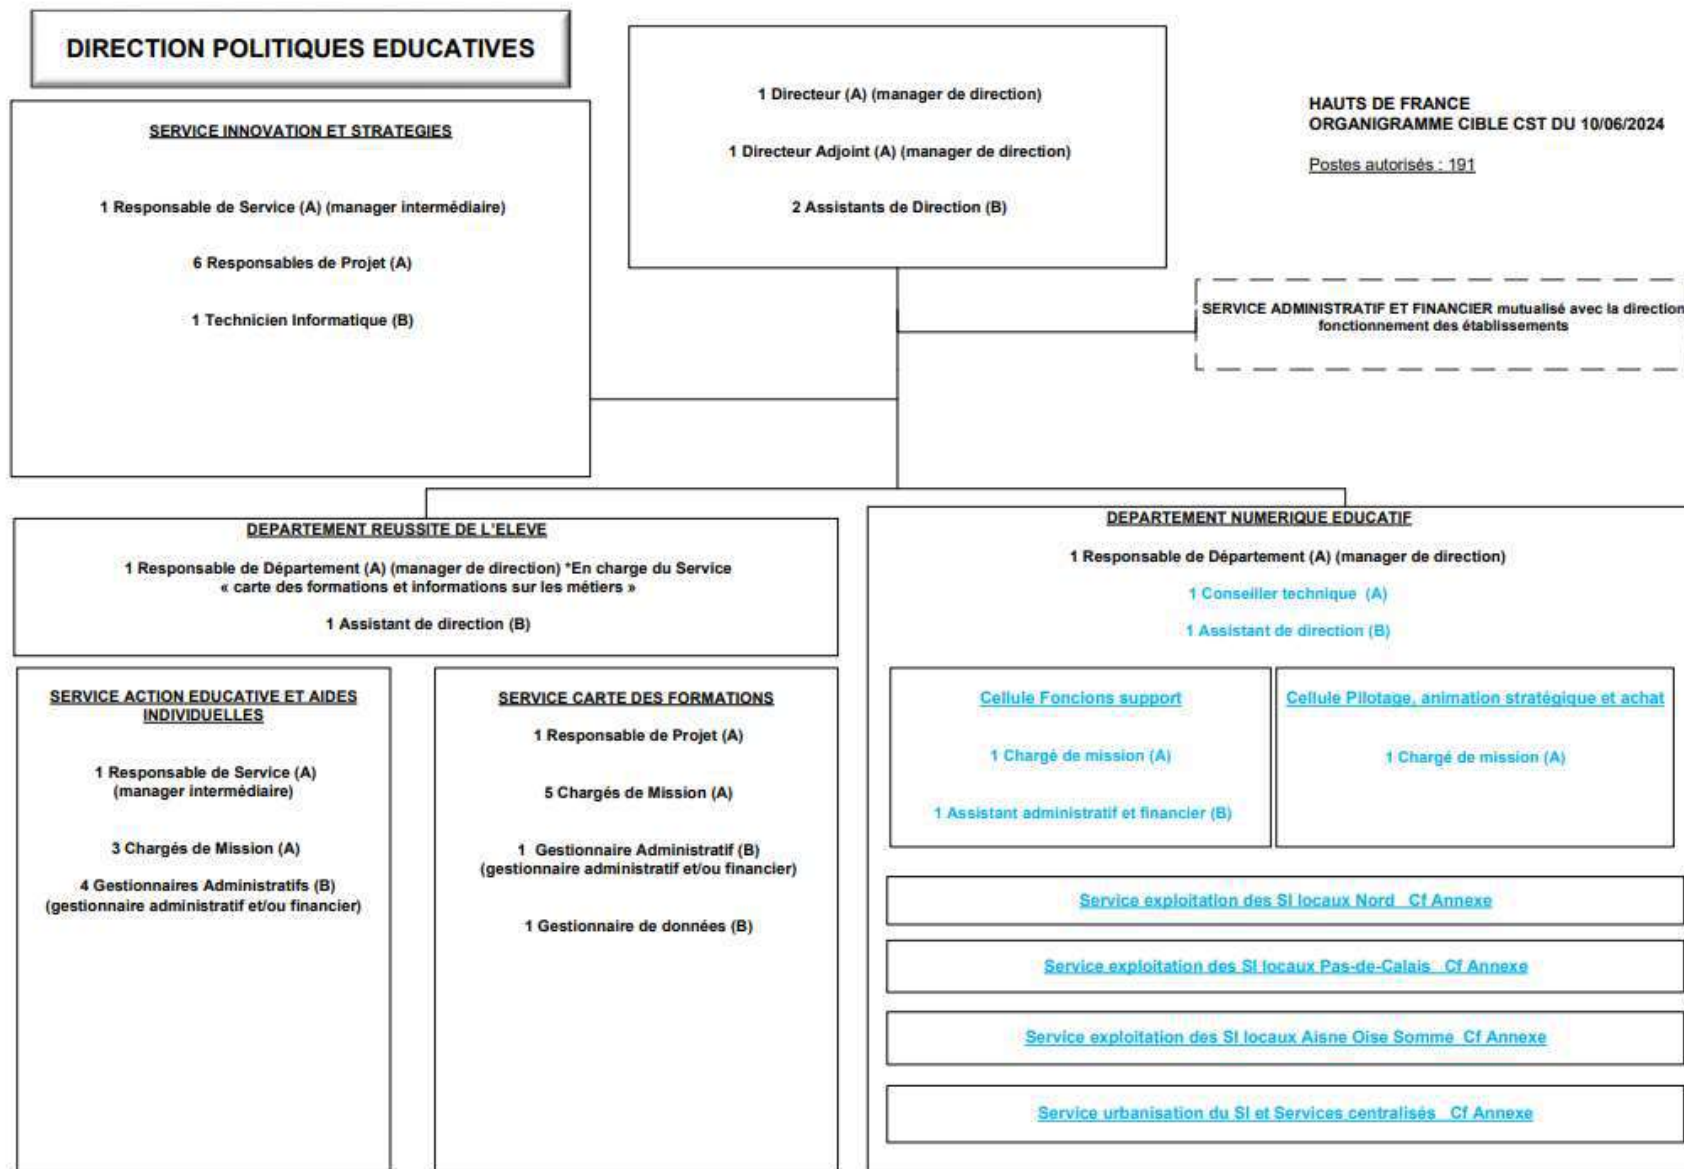 DIRECTION POLITIQUES EDUCATIVES
1 Directeur (A) (manager de direction)
1 Directeur Adjoint (A) (manager de direction)
2 Assistants de Direction (B)
HAUTS DE FRANCE
ORGANIGRAMME CIBLE CST DU 10/06/2024
Postes autorisés : 191
SERVICE INNOVATION ET STRATEGIES
1 Responsable de Service (A) (manager intermédiaire)
6 Responsables de Projet (A)
1 Technicien Informatique (B)
SERVICE ADMINISTRATIF ET FINANCIER mutualisé avec la direction
fonctionnement des établissements
DEPARTEMENT REUSSITE DE L'ELEVE
1 Responsable de Département (A) (manager de direction) *En charge du Service
« carte des formations et informations sur les métiers »
1 Assistant de direction (B)
SERVICE ACTION EDUCATIVE ET AIDES
INDIVIDUELLES
1 Responsable de Service (A)
(manager intermédiaire)
3 Chargés de Mission (A)
4 Gestionnaires Administratifs (B)
(gestionnaire administratif et/ou financier)
SERVICE CARTE DES FORMATIONS
1 Responsable de Projet (A)
5 Chargés de Mission (A)
1 Gestionnaire Administratif (B)
(gestionnaire administratif et/ou financier)
1 Gestionnaire de données (B)
DEPARTEMENT NUMERIQUE EDUCATIF
1 Responsable de Département (A) (manager de direction)
1 Conseiller technique (A)
1 Assistant de direction (B)
Cellule Foncions support
1 Chargé de mission (A)
1 Assistant administratif et financier (B)
Cellule Pilotage, animation stratégique et achat
1 Chargé de mission (A)
Service exploitation des SI locaux Nord Cf Annexe
Service exploitation des SI locaux Pas-de-Calais Cf Annexe
Service exploitation des SI locaux Aisne Oise Somme Cf Annexe
Service urbanisation du SI et Services centralisés Cf Annexe